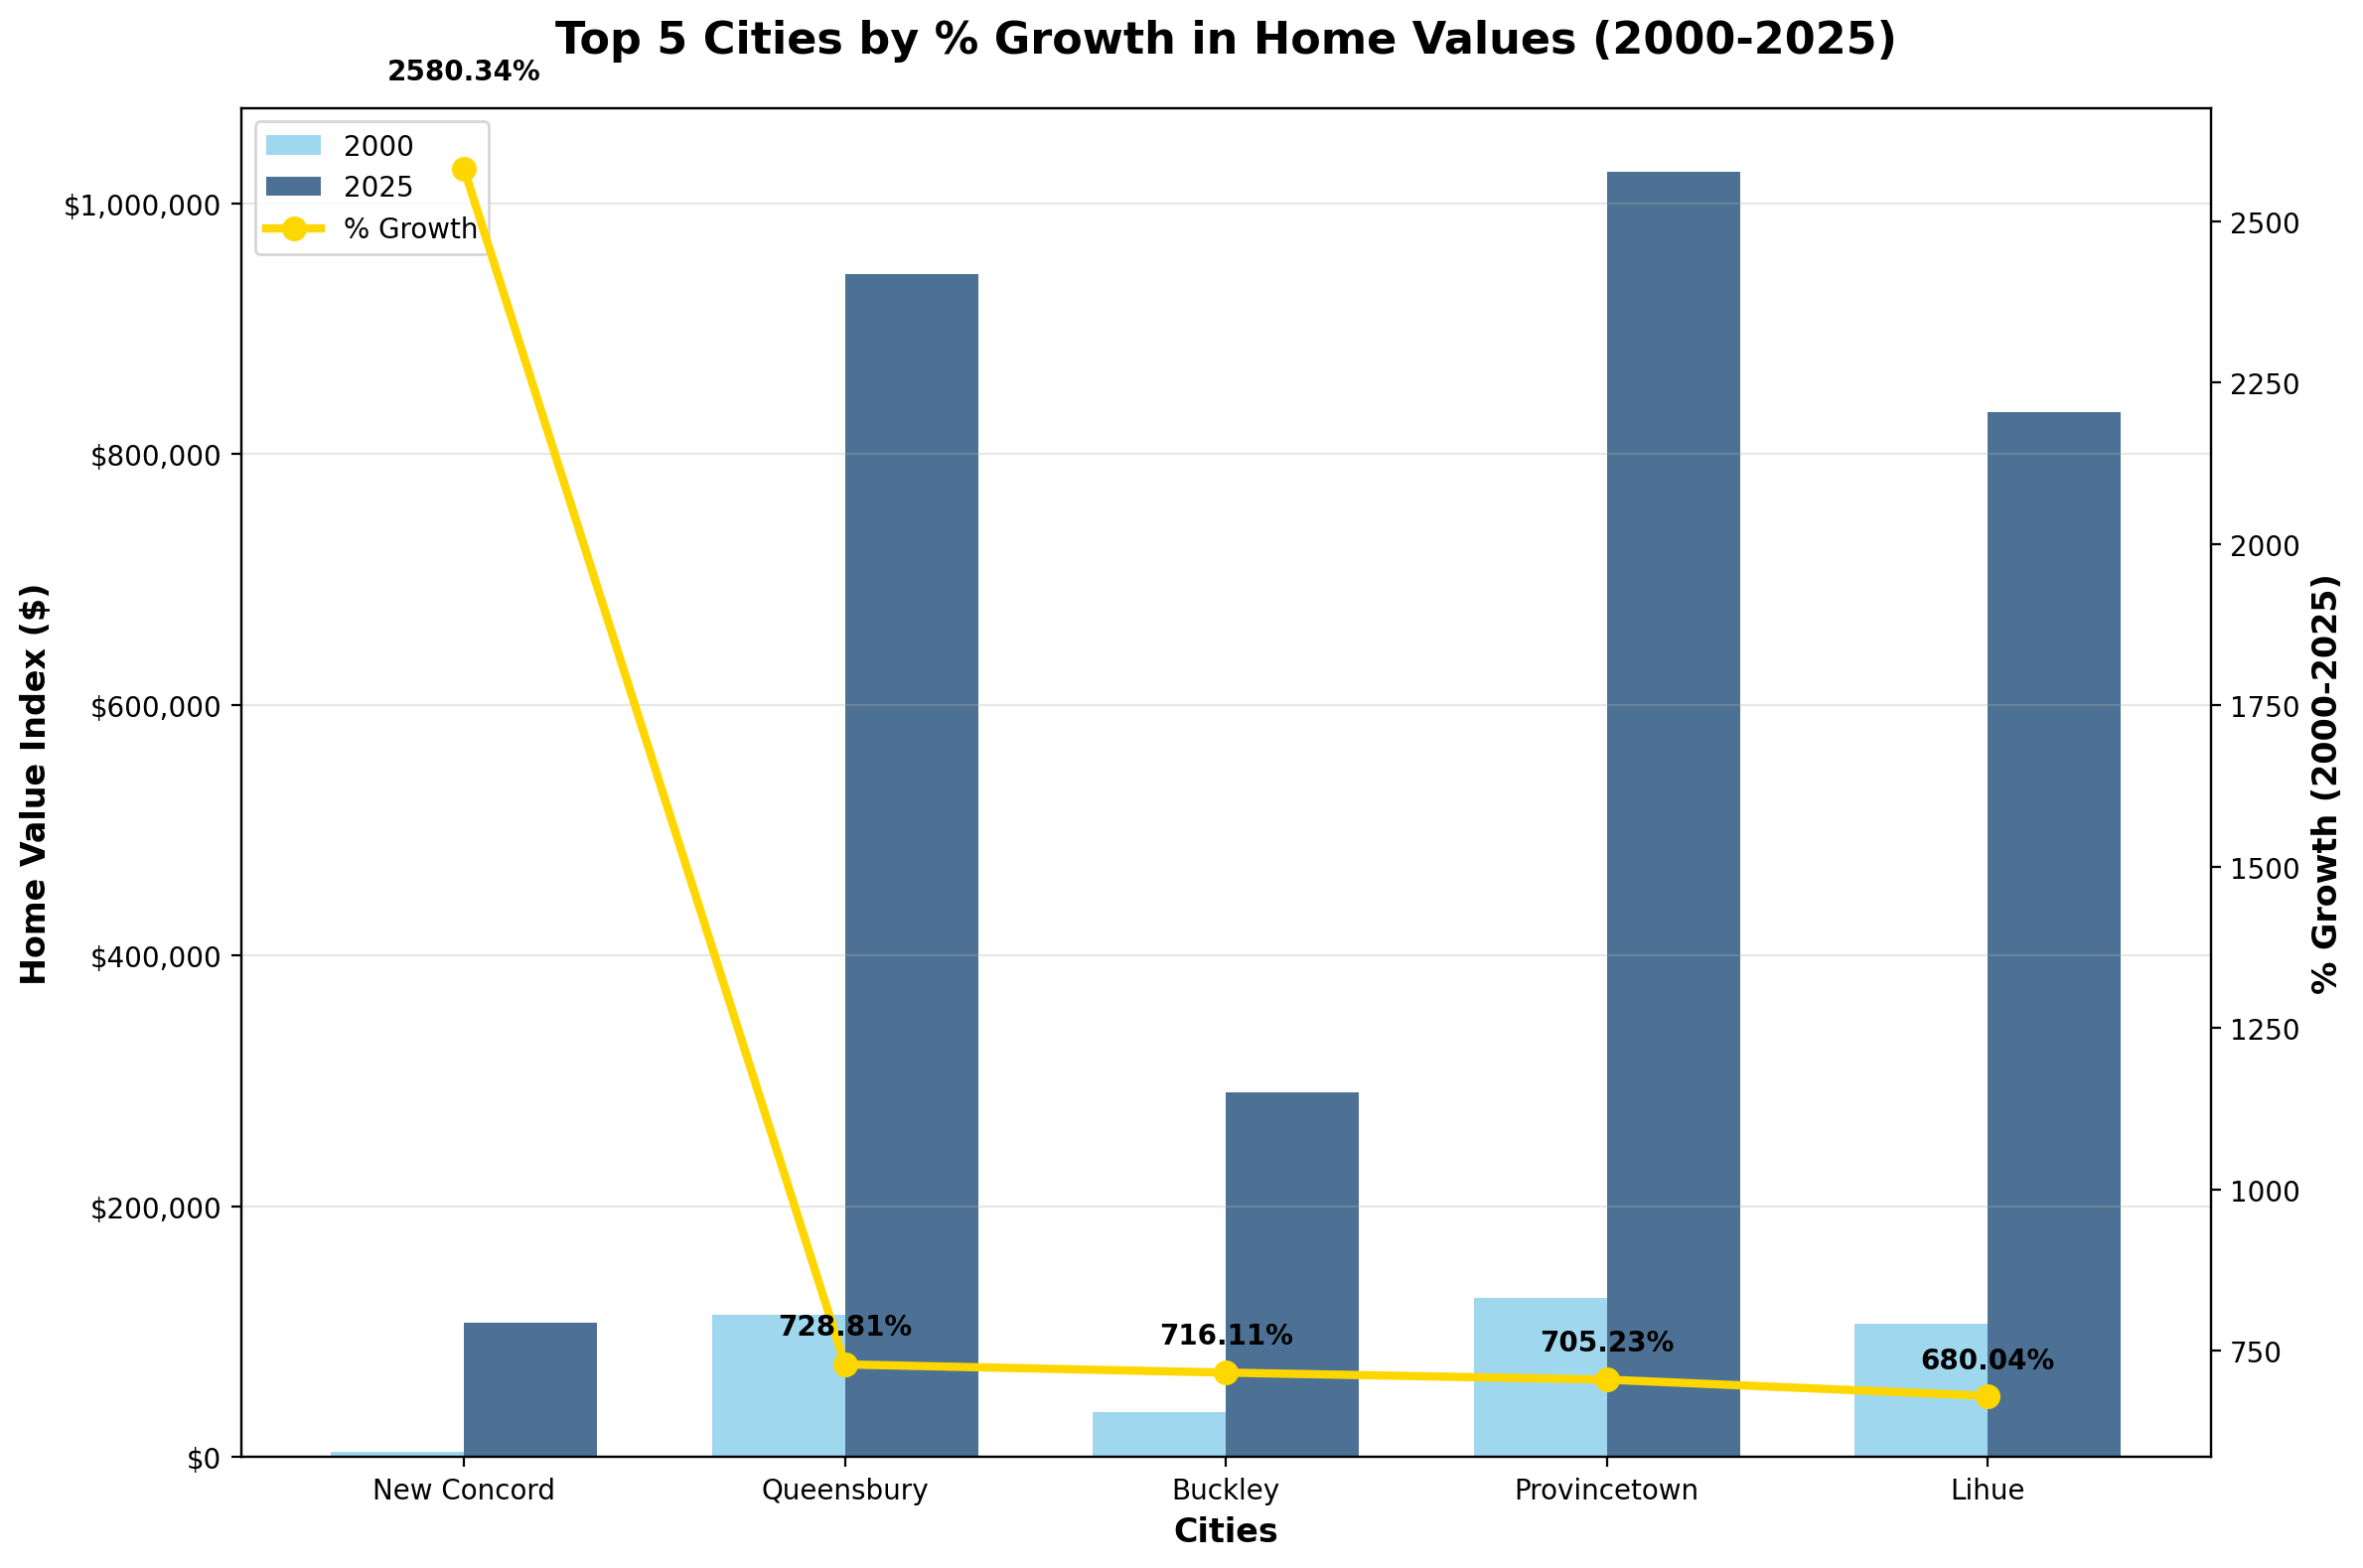 Top 5 Cities by % Growth in Home Values (2000-2025)
2580.34%
2000
2025
% Growth
$1,000,000
$800,000
$600,000
$400,000
$200,000
$0
Home Value Index ($)
2500
2250
2000
1750
1500
1250
1000
750
% Growth (2000-2025)
728.81%
716.11%
705.23%
680.04%
New Concord
Queensbury
Buckley
Provincetown
Lihue
Cities